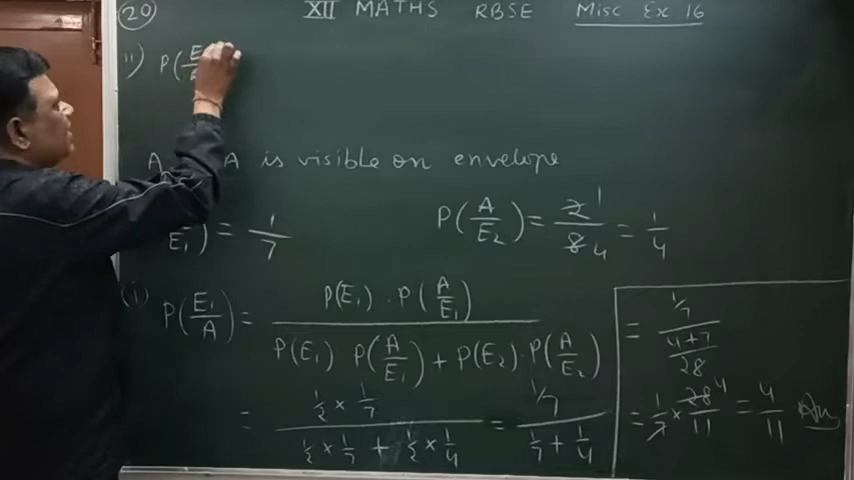 (20) XII MATHS RBSE Misc Ex 16
ii) P(E
A is visible on envelope
E₁) = 1/7 P(A/E₂) = 2/8 = 1/4
(i) P(E₁/A) = P(E₁) · P(A/E₁) / P(E₁) P(A/E₁) + P(E₂) · P(A/E₂)
= 1/2 × 1/7 / 1/2 × 1/7 + 1/2 × 1/4 = 1/7 / 1/7 + 1/4
= 1/7 / 4+7/28
= 1/7 × 28 4/11 = 4/11 Ans